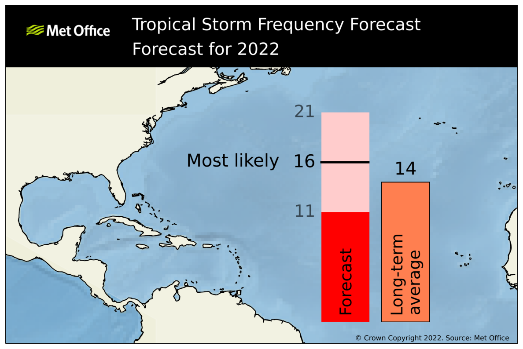 Met Office
Tropical Storm Frequency Forecast
Forecast for 2022
21
Most likely 16
14
11
Forecast
Long-term
average
© Crown Copyright 2022. Source: Met Office